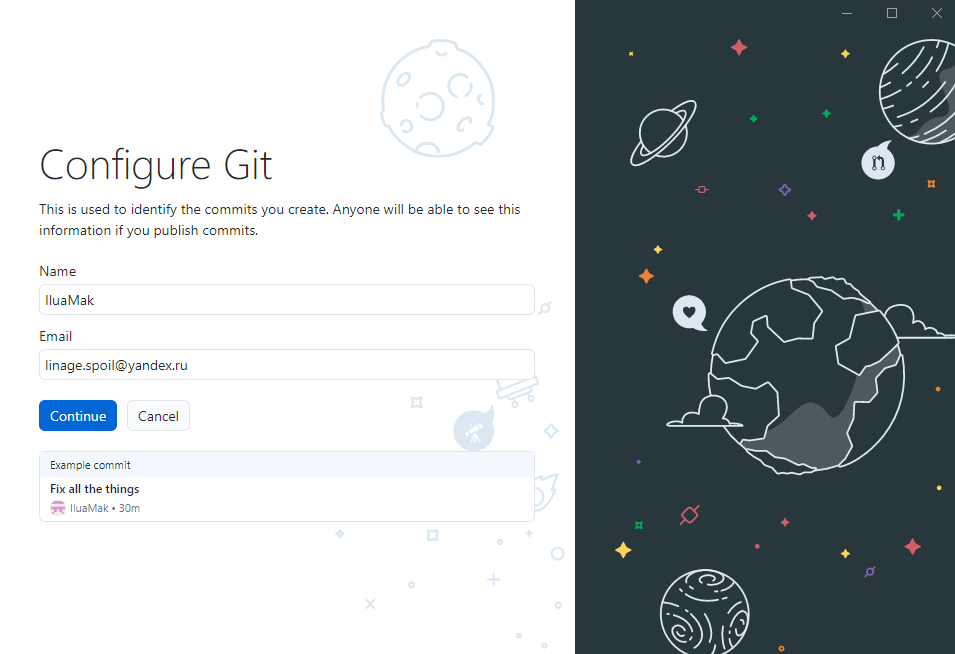 Configure Git
This is used to identify the commits you create. Anyone will be able to see this
information if you publish commits.
Name
IluaMak
Email
linage.spoil@yandex.ru
Continue
Cancel
Example commit
Fix all the things
IluaMak • 30m